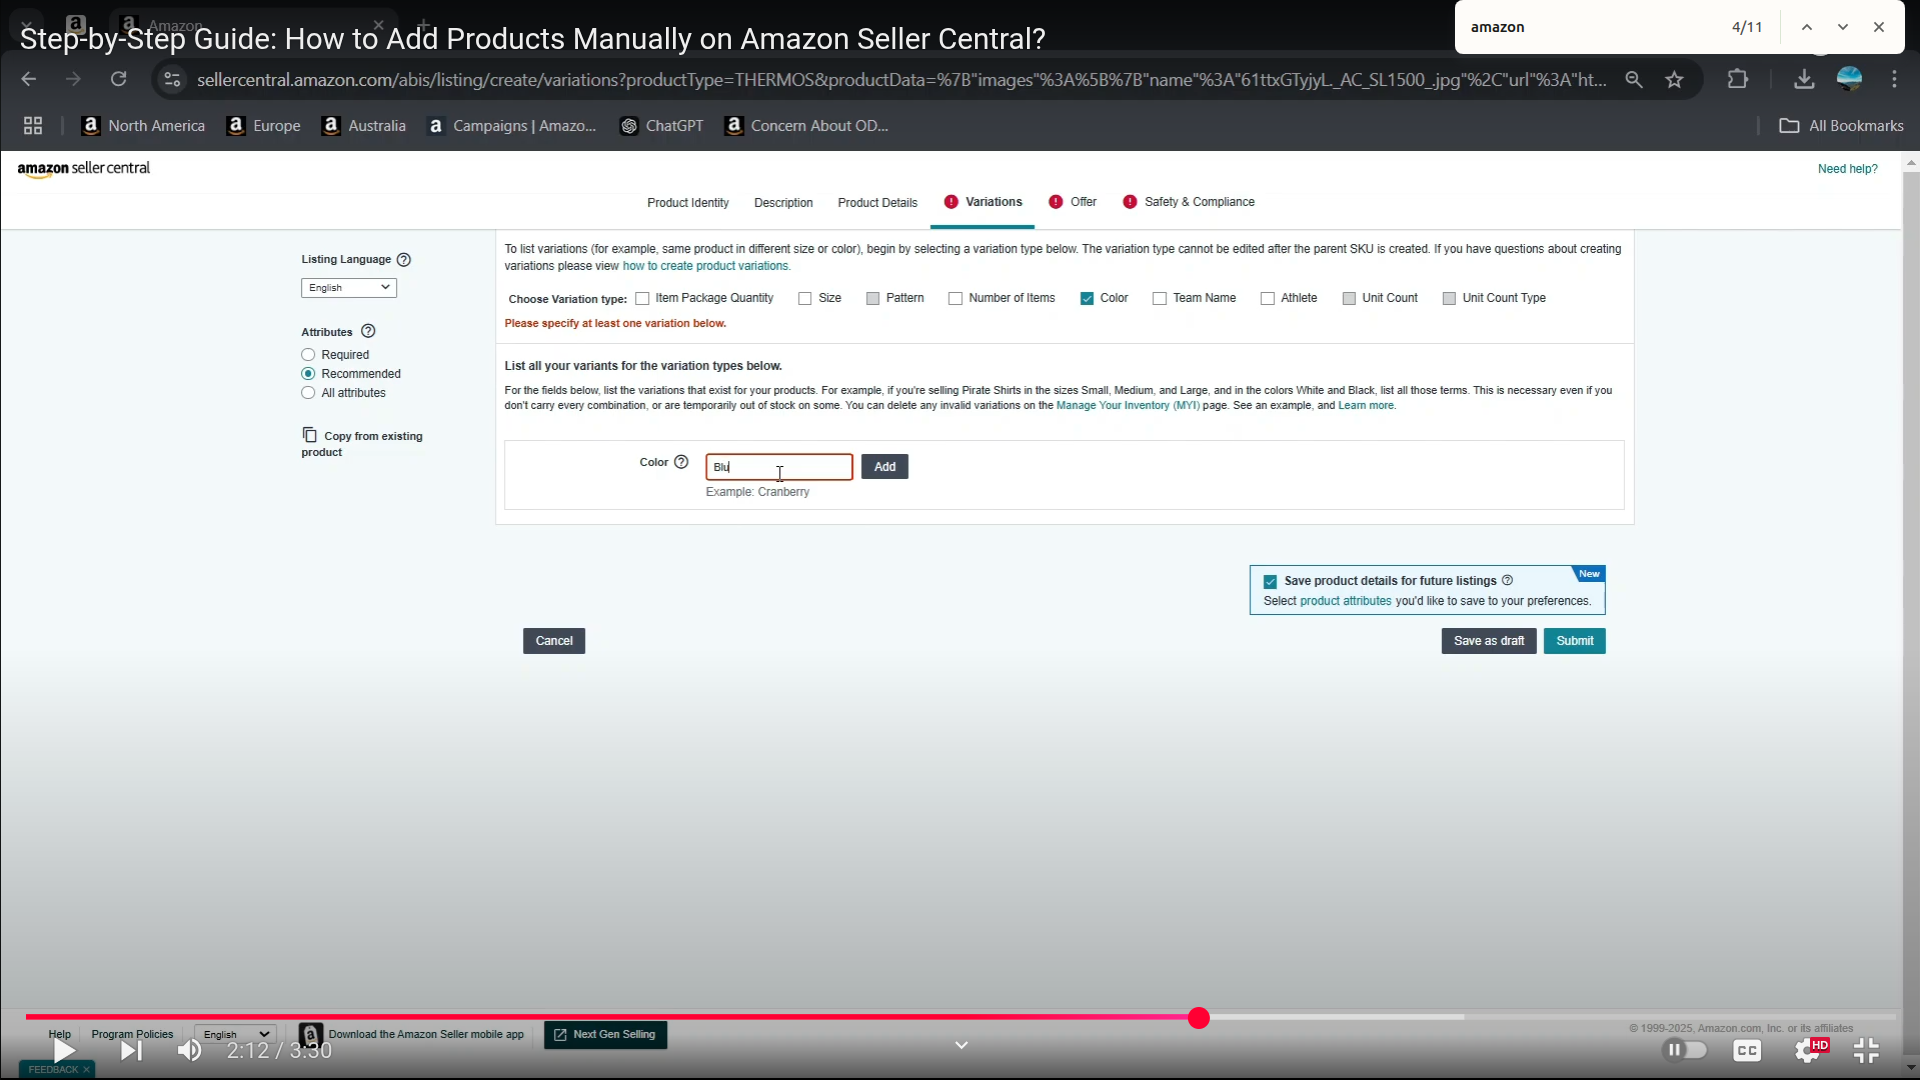 Amazon
Step-by-Step Guide: How to Add Products Manually on Amazon Seller Central?
amazon 4/11
sellercentral.amazon.com/abis/listing/create/variations?productType=THERMOS&productData=%7B"images"%3A%5B%7B"name"%3A"61ttxGTyjyL._AC_SL1500_.jpg"%2C"url"%3A"ht...
North America Europe Australia Campaigns | Amazo... ChatGPT Concern About OD... All Bookmarks
amazon seller central Need help?
Product Identity Description Product Details Variations Offer Safety & Compliance
To list variations (for example, same product in different size or color), begin by selecting a variation type below. The variation type cannot be edited after the parent SKU is created. If you have questions about creating
variations please view how to create product variations.
Listing Language
English
Choose Variation type: Item Package Quantity Size Pattern Number of Items Color Team Name Athlete Unit Count Unit Count Type
Please specify at least one variation below.
Attributes
Required
Recommended
All attributes
Copy from existing
product
List all your variants for the variation types below.
For the fields below, list the variations that exist for your products. For example, if you're selling Pirate Shirts in the sizes Small, Medium, and Large, and in the colors White and Black, list all those terms. This is necessary even if you
don't carry every combination, or are temporarily out of stock on some. You can delete any invalid variations on the Manage Your Inventory (MYI) page. See an example, and Learn more.
Color Blu Add
Example: Cranberry
New
Save product details for future listings
Select product attributes you'd like to save to your preferences.
Cancel Save as draft Submit
Help Program Policies English Download the Amazon Seller mobile app Next Gen Selling © 1999-2025, Amazon.com, Inc. or its affiliates
2:12 / 3:30 CC HD
FEEDBACK